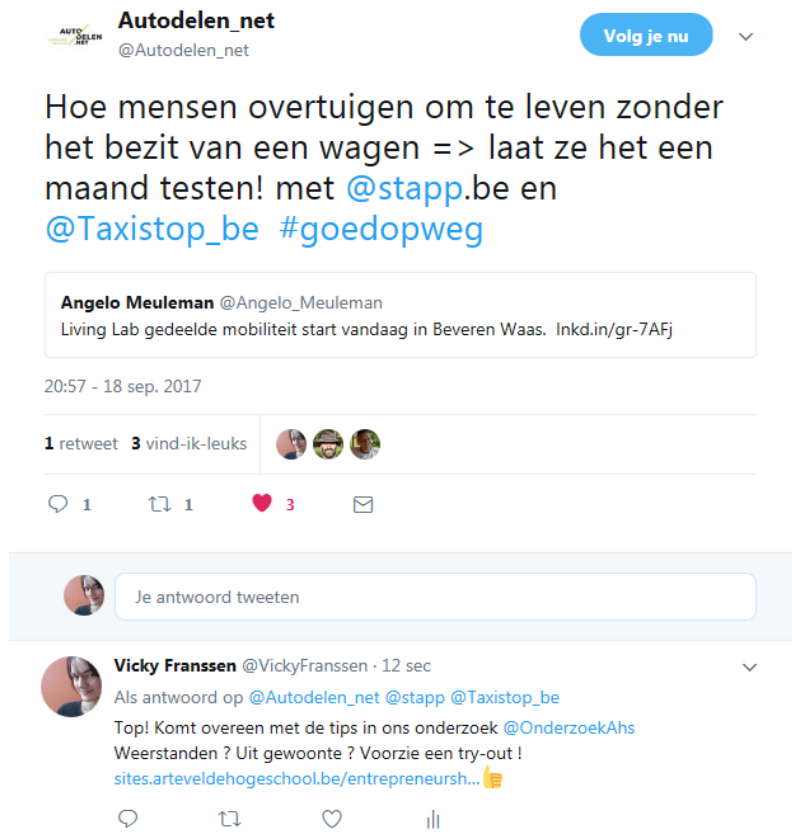 AUTO
DELEN
.NET
Autodelen_net
@Autodelen_net
Volg je nu
Hoe mensen overtuigen om te leven zonder
het bezit van een wagen => laat ze het een
maand testen! met @stapp.be en
@Taxistop_be #goedopweg
Angelo Meuleman @Angelo_Meuleman
Living Lab gedeelde mobiliteit start vandaag in Beveren Waas. lnkd.in/gr-7AFj
20:57 - 18 sep. 2017
1 retweet 3 vind-ik-leuks
1 1 3
Je antwoord tweeten
Vicky Franssen @VickyFranssen · 12 sec
Als antwoord op @Autodelen_net @stapp @Taxistop_be
Top! Komt overeen met de tips in ons onderzoek @OnderzoekAhs
Weerstanden ? Uit gewoonte ? Voorzie een try-out !
sites.arteveldehogeschool.be/entrepreneursh...👍